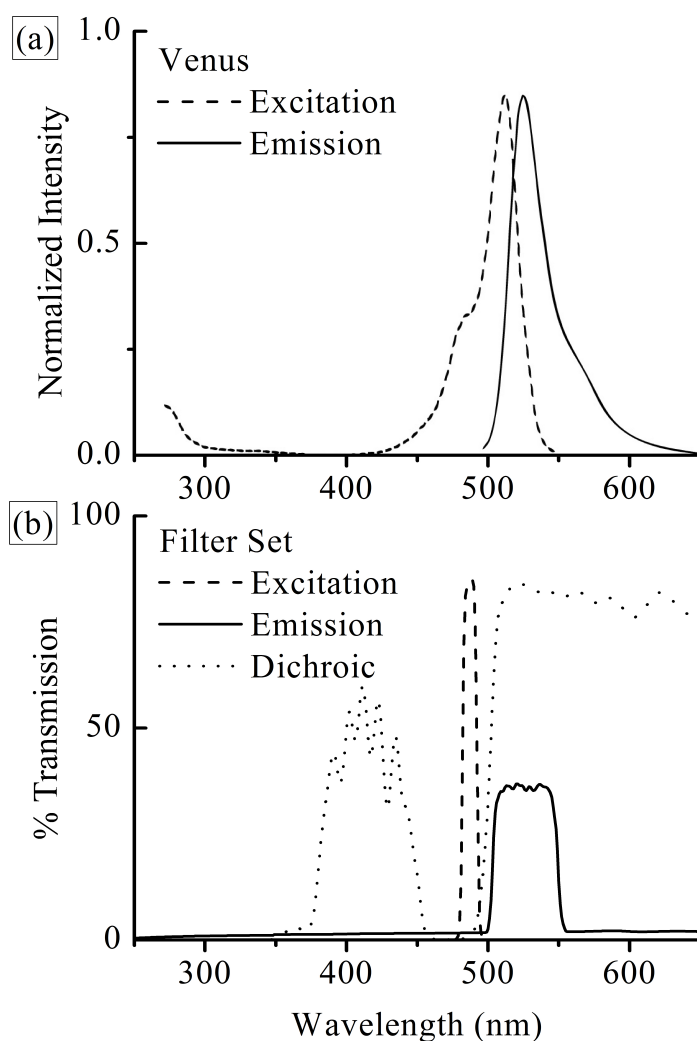 (a)
1.0
Venus
Excitation
Emission
0.5
Normalized Intensity
0.0
300 400 500 600
(b)
100
Filter Set
Excitation
Emission
Dichroic
50
% Transmission
0
300 400 500 600
Wavelength (nm)